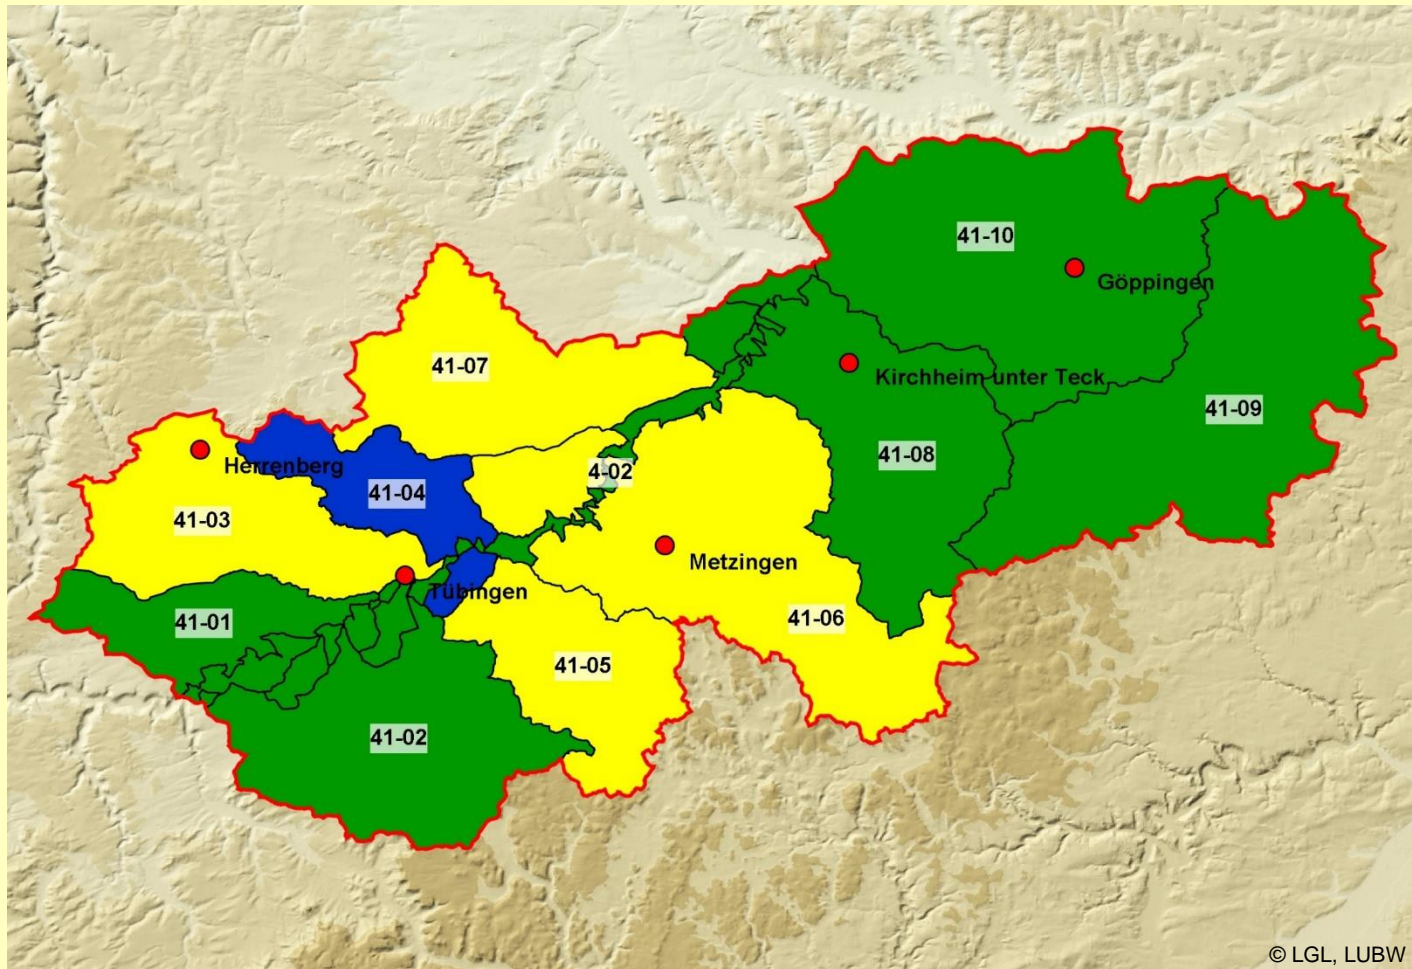 41-10
Göppingen
41-07
Kirchheim unter Teck
41-09
41-08
Herrenberg
4-02
41-04
41-03
Metzingen
Tübingen
41-01
41-06
41-05
41-02
© LGL, LUBW